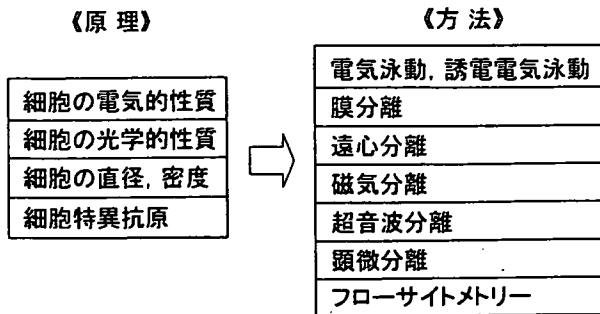 《原 理》
細胞の電気的性質
細胞の光学的性質
細胞の直径, 密度
細胞特異抗原
《方 法》
電気泳動, 誘電電気泳動
膜分離
遠心分離
磁気分離
超音波分離
顕微分離
フローサイトメトリー